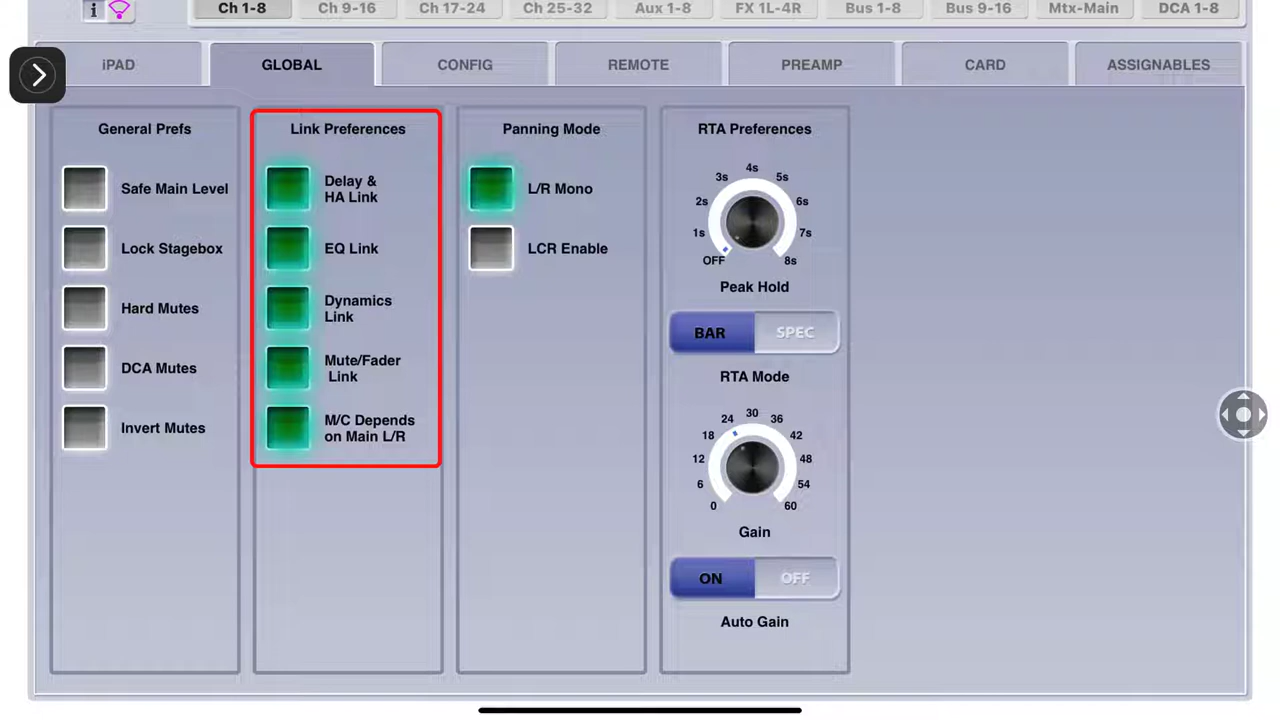 i
Ch 1-8
Ch 9-16
Ch 17-24
Ch 25-32
Aux 1-8
FX 1L-4R
Bus 1-8
Bus 9-16
Mtx-Main
DCA 1-8
iPAD
GLOBAL
CONFIG
REMOTE
PREAMP
CARD
ASSIGNABLES
General Prefs
Safe Main Level
Lock Stagebox
Hard Mutes
DCA Mutes
Invert Mutes
Link Preferences
Delay &
HA Link
EQ Link
Dynamics
Link
Mute/Fader
Link
M/C Depends
on Main L/R
Panning Mode
L/R Mono
LCR Enable
RTA Preferences
4s
3s 5s
2s 6s
1s 7s
OFF 8s
Peak Hold
BAR SPEC
RTA Mode
30
24 36
18 42
12 48
6 54
0 60
Gain
ON OFF
Auto Gain